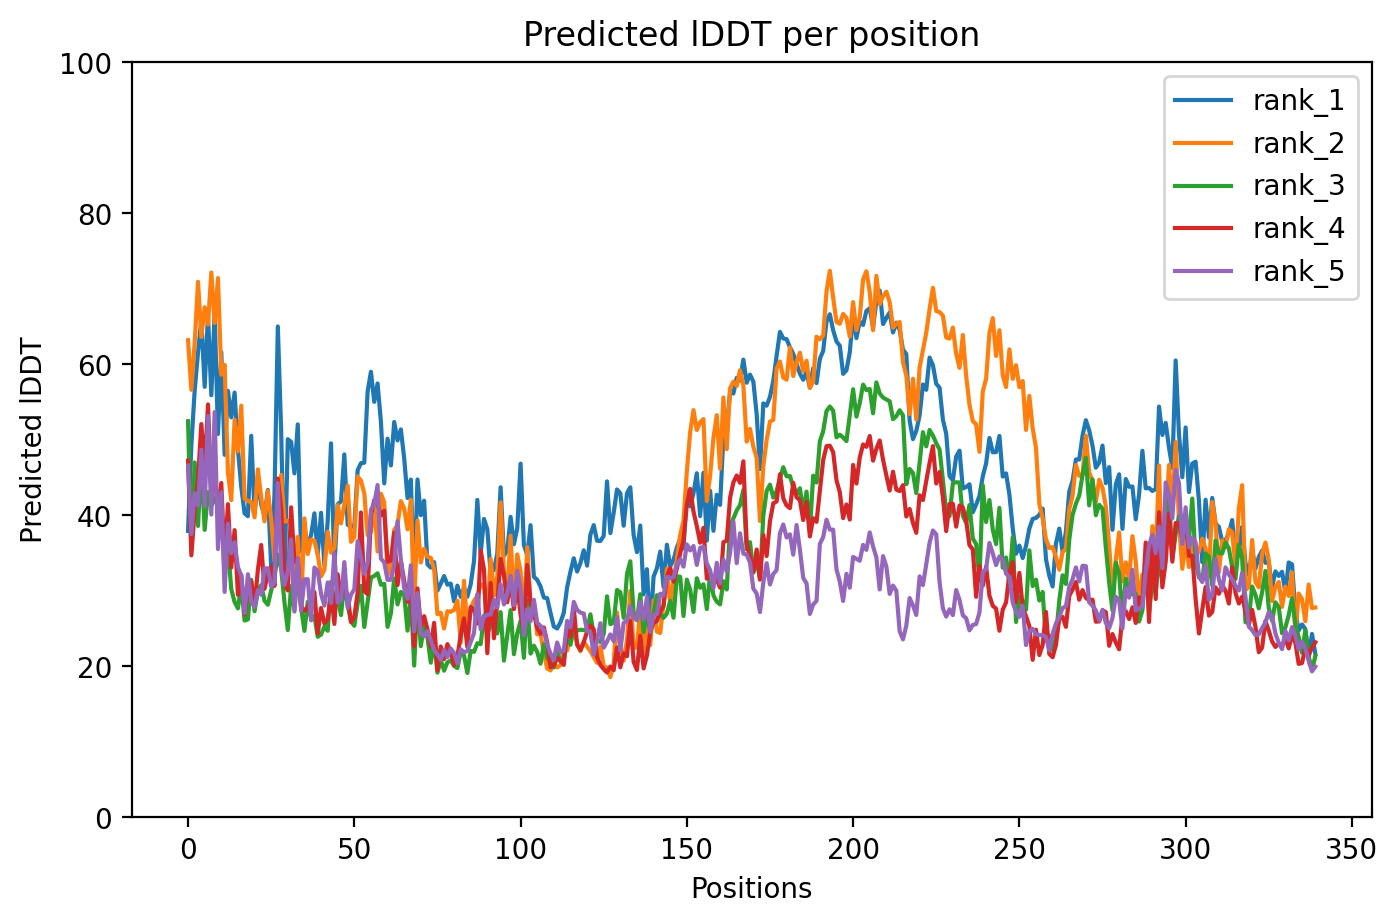 Predicted lDDT per position
100
80
60
40
20
0
Predicted lDDT
rank_1
rank_2
rank_3
rank_4
rank_5
0 50 100 150 200 250 300 350
Positions